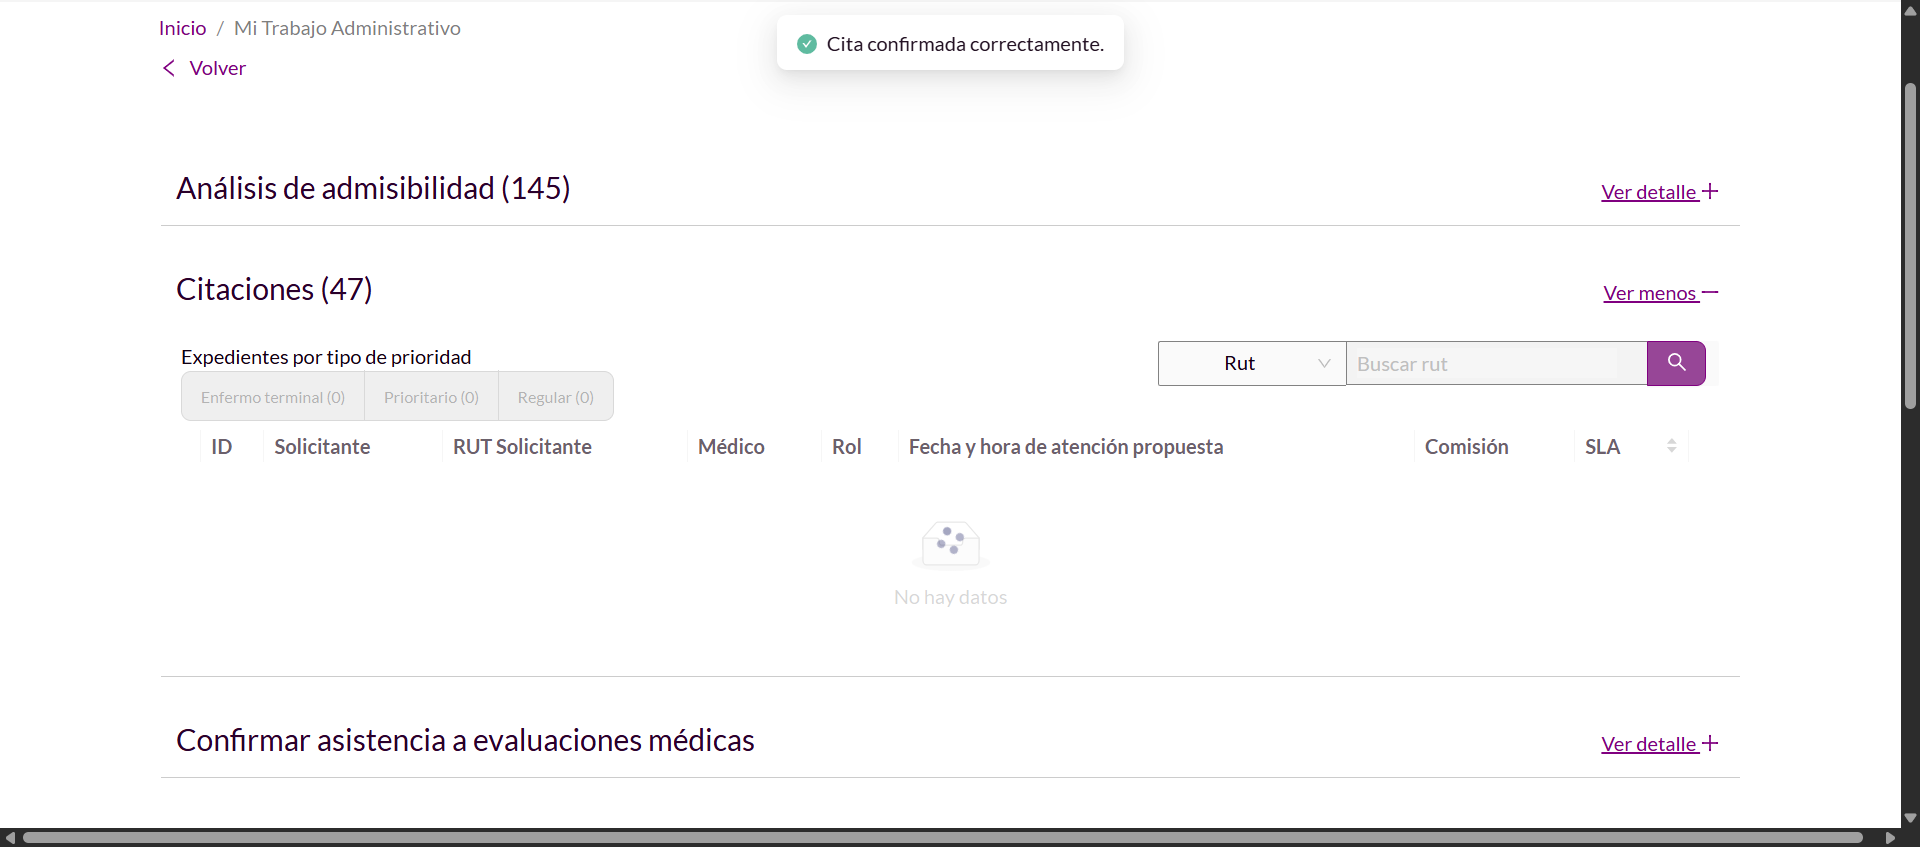 Inicio / Mi Trabajo Administrativo
Cita confirmada correctamente.
Volver
Análisis de admisibilidad (145)
Ver detalle
Citaciones (47)
Ver menos
Expedientes por tipo de prioridad
Rut
Buscar rut
Enfermo terminal (0) Prioritario (0) Regular (0)
ID Solicitante RUT Solicitante Médico Rol Fecha y hora de atención propuesta Comisión SLA
No hay datos
Confirmar asistencia a evaluaciones médicas
Ver detalle